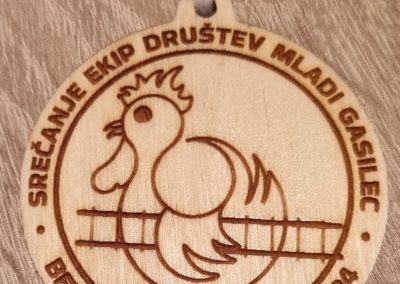 • SREČANJE EKIP DRUŠTEV MLADI GASILEC •